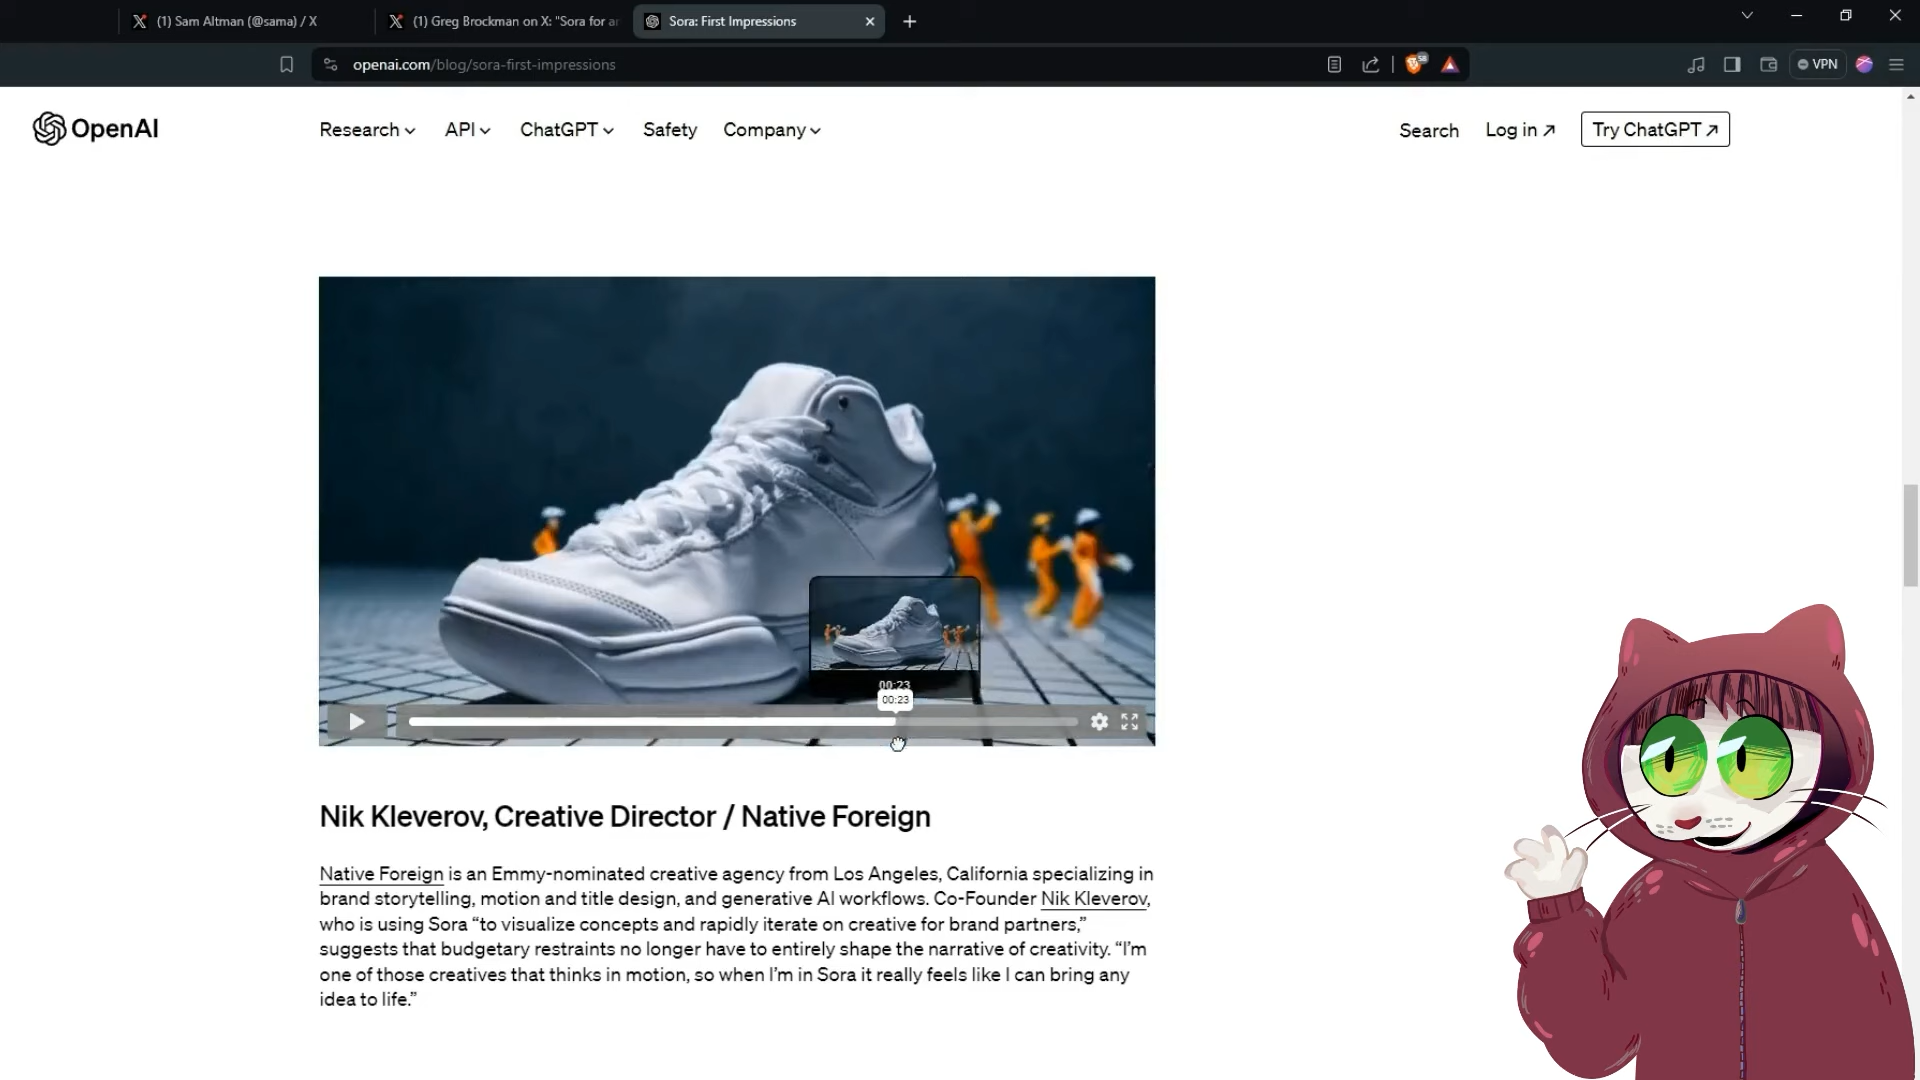 (1) Sam Altman (@sama) / X
(1) Greg Brockman on X: "Sora for ar
Sora: First Impressions
openai.com/blog/sora-first-impressions
VPN
OpenAI
Research
API
ChatGPT
Safety
Company
Search
Log in ↗
Try ChatGPT ↗
00:23
00:23
Nik Kleverov, Creative Director / Native Foreign
Native Foreign is an Emmy-nominated creative agency from Los Angeles, California specializing in
brand storytelling, motion and title design, and generative AI workflows. Co-Founder Nik Kleverov,
who is using Sora “to visualize concepts and rapidly iterate on creative for brand partners,”
suggests that budgetary restraints no longer have to entirely shape the narrative of creativity. “I’m
one of those creatives that thinks in motion, so when I’m in Sora it really feels like I can bring any
idea to life.”